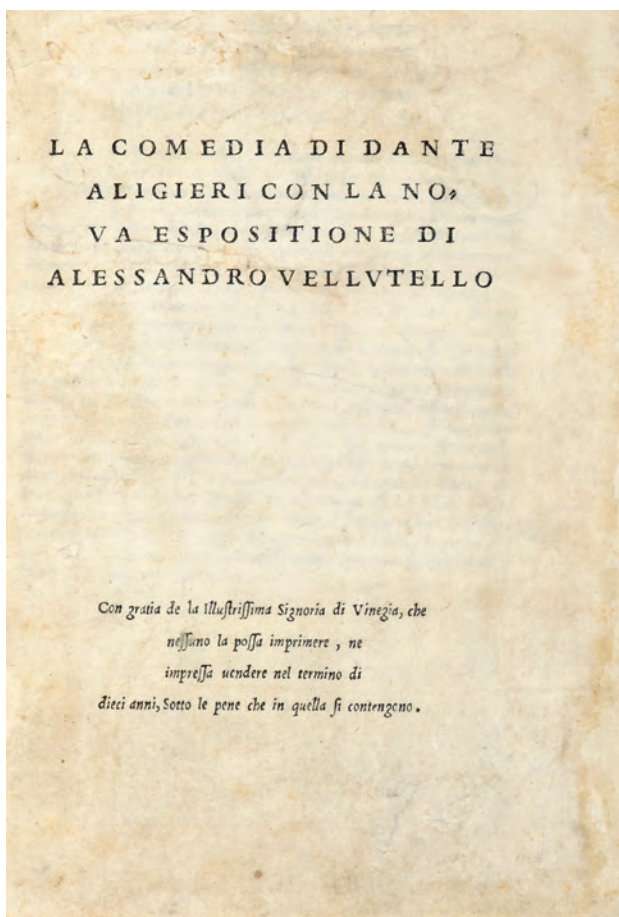 LA COMEDIA DI DANTE
ALIGIERI CON LA NO⸗
VA ESPOSITIONE DI
ALESSANDRO VELLVTELLO
Con gratia de la Illuſtriſſima Signoria di Vinegia, che
neſſuno la poſſa imprimere , ne
impreſſa uendere nel termino di
dieci anni, Sotto le pene che in quella ſi contengono.